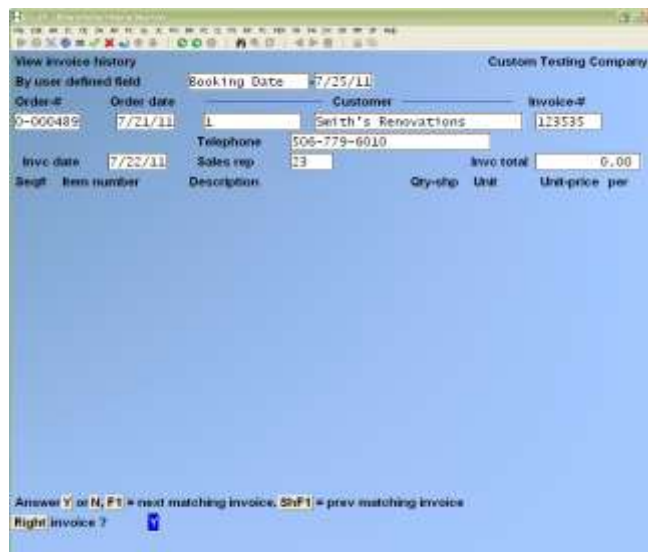 View invoice history Custom Testing Company
By user defined field Booking Date 7/25/11
Order-# Order date Customer Invoice-#
O-000489 7/21/11 1 Smith's Renovations 123535
Telephone 506-779-6010
Invc date 7/22/11 Sales rep 23 Invc total 0.00
Seq# Item number Description Qty-shp Unit Unit-price per
Answer Y or N, F1 = next matching invoice, ShF1 = prev matching invoice
Right invoice ? Y